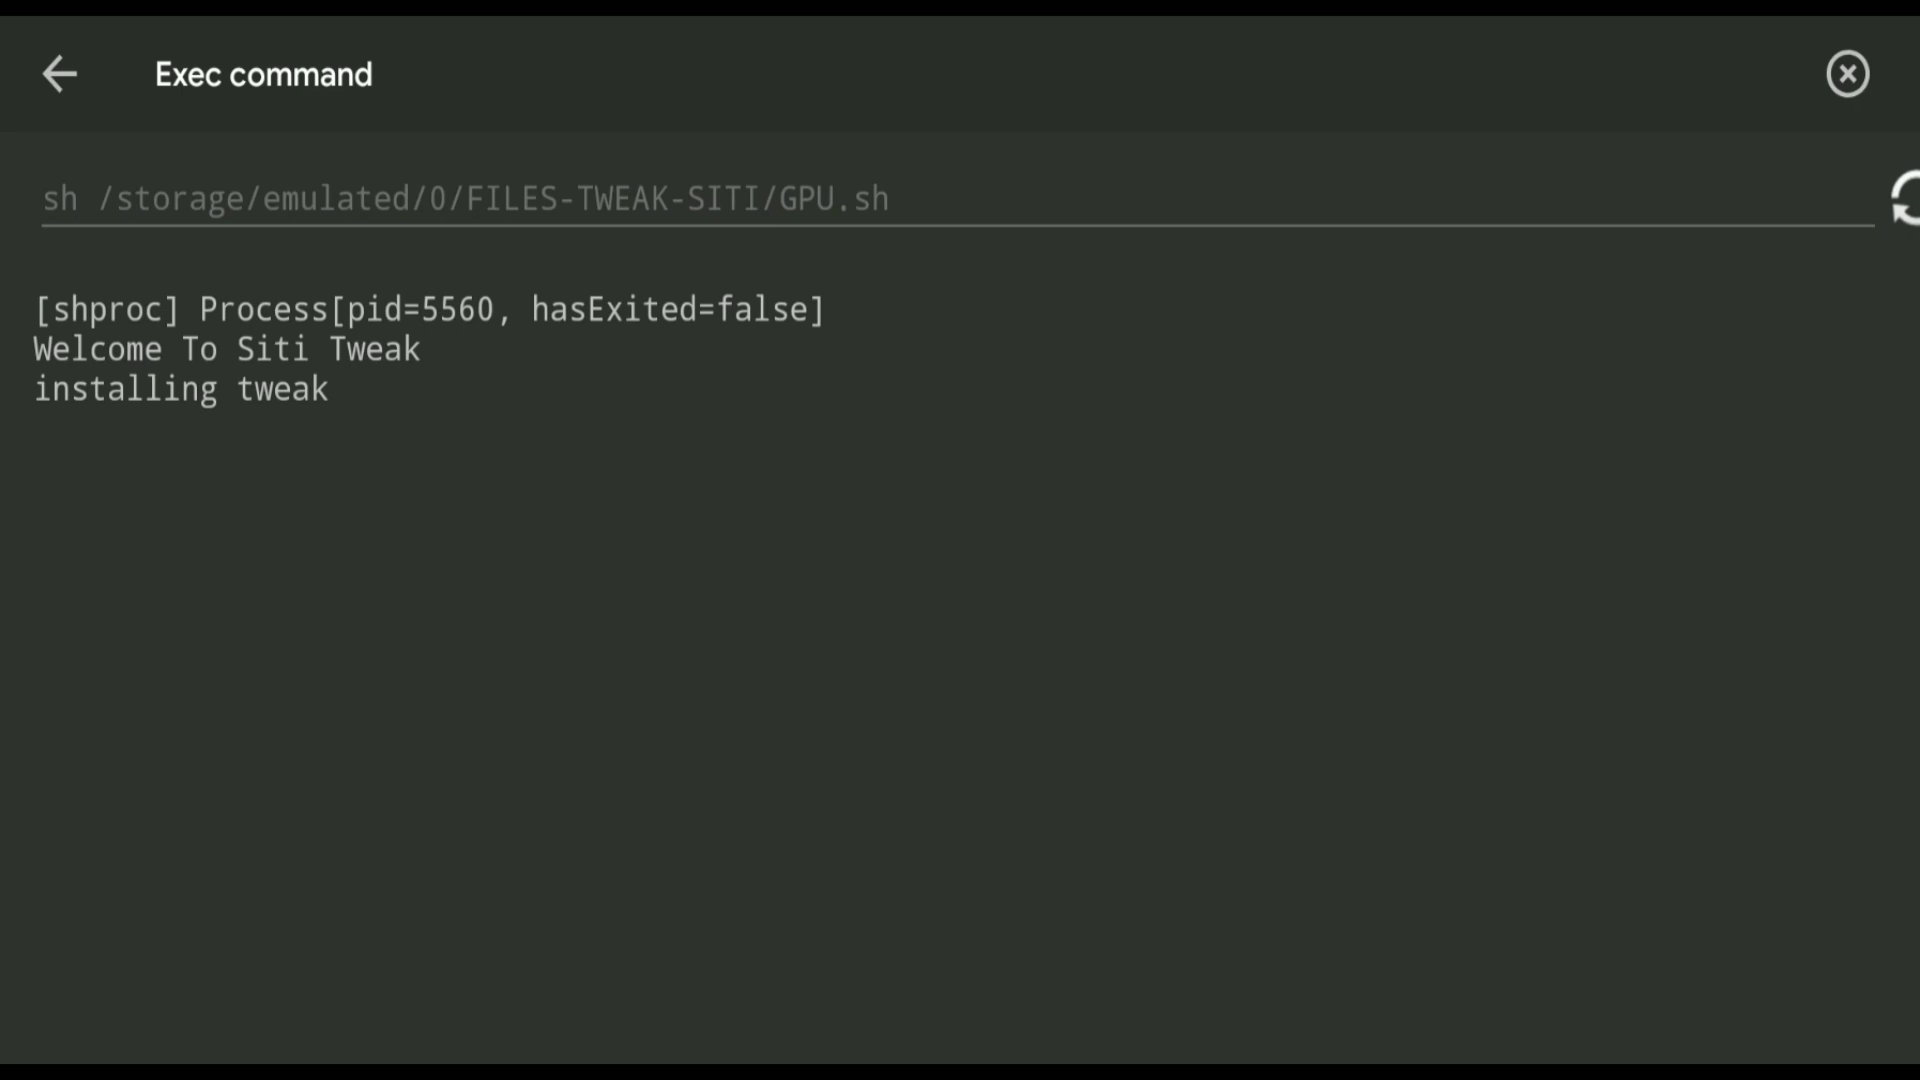 Exec command
sh /storage/emulated/0/FILES-TWEAK-SITI/GPU.sh
[shproc] Process[pid=5560, hasExited=false]
Welcome To Siti Tweak
installing tweak